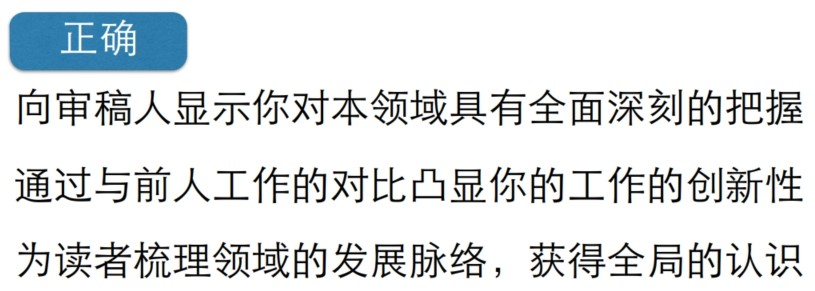 正确
向审稿人显示你对本领域具有全面深刻的把握
通过与前人工作的对比凸显你的工作的创新性
为读者梳理领域的发展脉络，获得全局的认识